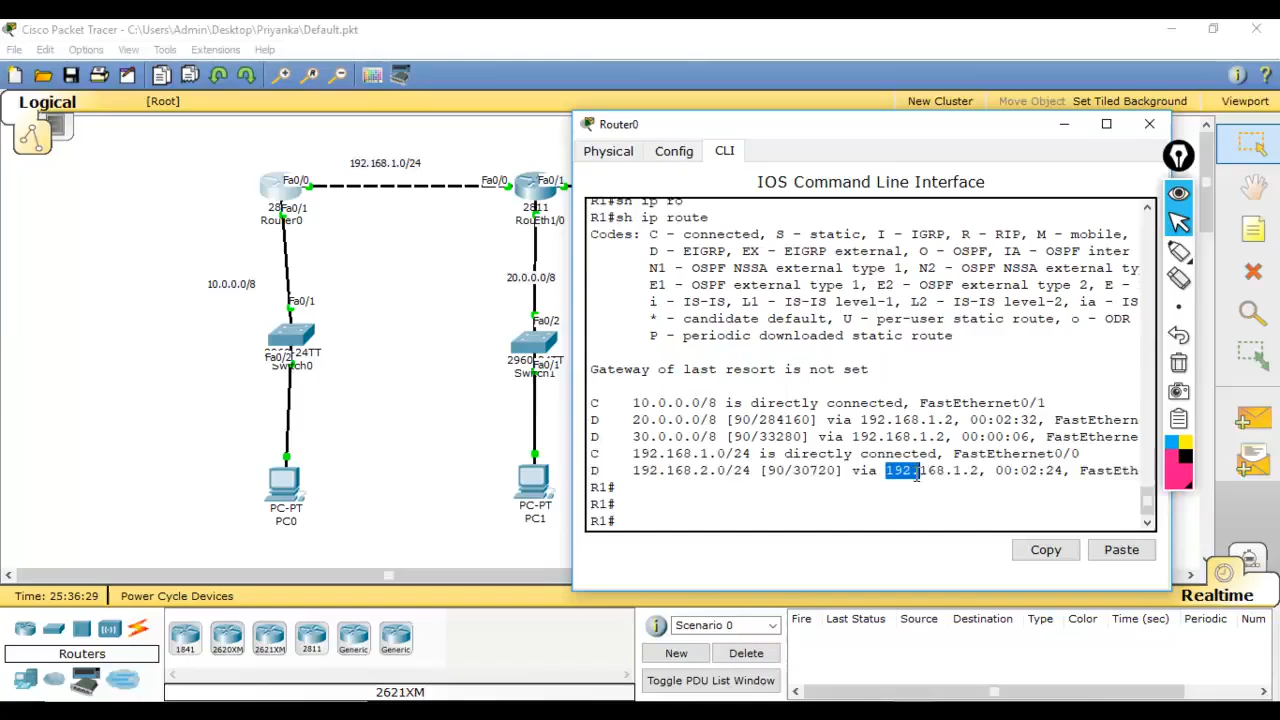 Cisco Packet Tracer - C:\Users\Admin\Desktop\Priyanka\Default.pkt
File Edit Options View Tools Extensions Help
Logical [Root] New Cluster Move Object Set Tiled Background Viewport
192.168.1.0/24
Fa0/0 Fa0/0 Fa0/1
Fa0/1 2811
Router0
10.0.0.0/8 20.0.0.0/8
Fa0/1 Fa0/2
Fa0/2 Fa0/1
Switch0 Switch1
PC-PT PC-PT
PC0 PC1
Router0
Physical Config CLI
IOS Command Line Interface
R1#sh ip ro
R1#sh ip route
Codes: C - connected, S - static, I - IGRP, R - RIP, M - mobile,
D - EIGRP, EX - EIGRP external, O - OSPF, IA - OSPF inter
N1 - OSPF NSSA external type 1, N2 - OSPF NSSA external ty
E1 - OSPF external type 1, E2 - OSPF external type 2, E -
i - IS-IS, L1 - IS-IS level-1, L2 - IS-IS level-2, ia - IS
* - candidate default, U - per-user static route, o - ODR
P - periodic downloaded static route
Gateway of last resort is not set
C 10.0.0.0/8 is directly connected, FastEthernet0/1
D 20.0.0.0/8 [90/284160] via 192.168.1.2, 00:02:32, FastEthern
D 30.0.0.0/8 [90/33280] via 192.168.1.2, 00:00:06, FastEtherne
C 192.168.1.0/24 is directly connected, FastEthernet0/0
D 192.168.2.0/24 [90/30720] via 192.168.1.2, 00:02:24, FastEth
R1#
R1#
R1#
Copy Paste
Time: 25:36:29 Power Cycle Devices Realtime
Routers
1841 2620XM 2621XM 2811 Generic Generic
2621XM
Scenario 0
New Delete
Toggle PDU List Window
Fire Last Status Source Destination Type Color Time (sec) Periodic Num